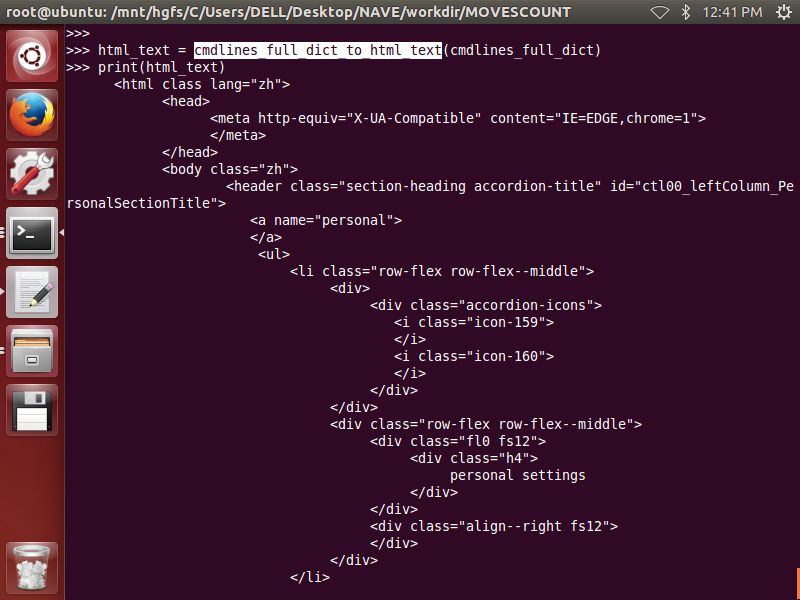 root@ubuntu: /mnt/hgfs/C/Users/DELL/Desktop/NAVE/workdir/MOVESCOUNT 12:41 PM
>>>
>>> html_text = cmdlines_full_dict_to_html_text(cmdlines_full_dict)
>>> print(html_text)
<html class lang="zh">
<head>
<meta http-equiv="X-UA-Compatible" content="IE=EDGE,chrome=1">
</meta>
</head>
<body class="zh">
<header class="section-heading accordion-title" id="ctl00_leftColumn_Pe
rsonalSectionTitle">
<a name="personal">
</a>
<ul>
<li class="row-flex row-flex--middle">
<div>
<div class="accordion-icons">
<i class="icon-159">
</i>
<i class="icon-160">
</i>
</div>
</div>
<div class="row-flex row-flex--middle">
<div class="fl0 fs12">
<div class="h4">
personal settings
</div>
</div>
<div class="align--right fs12">
</div>
</div>
</li>